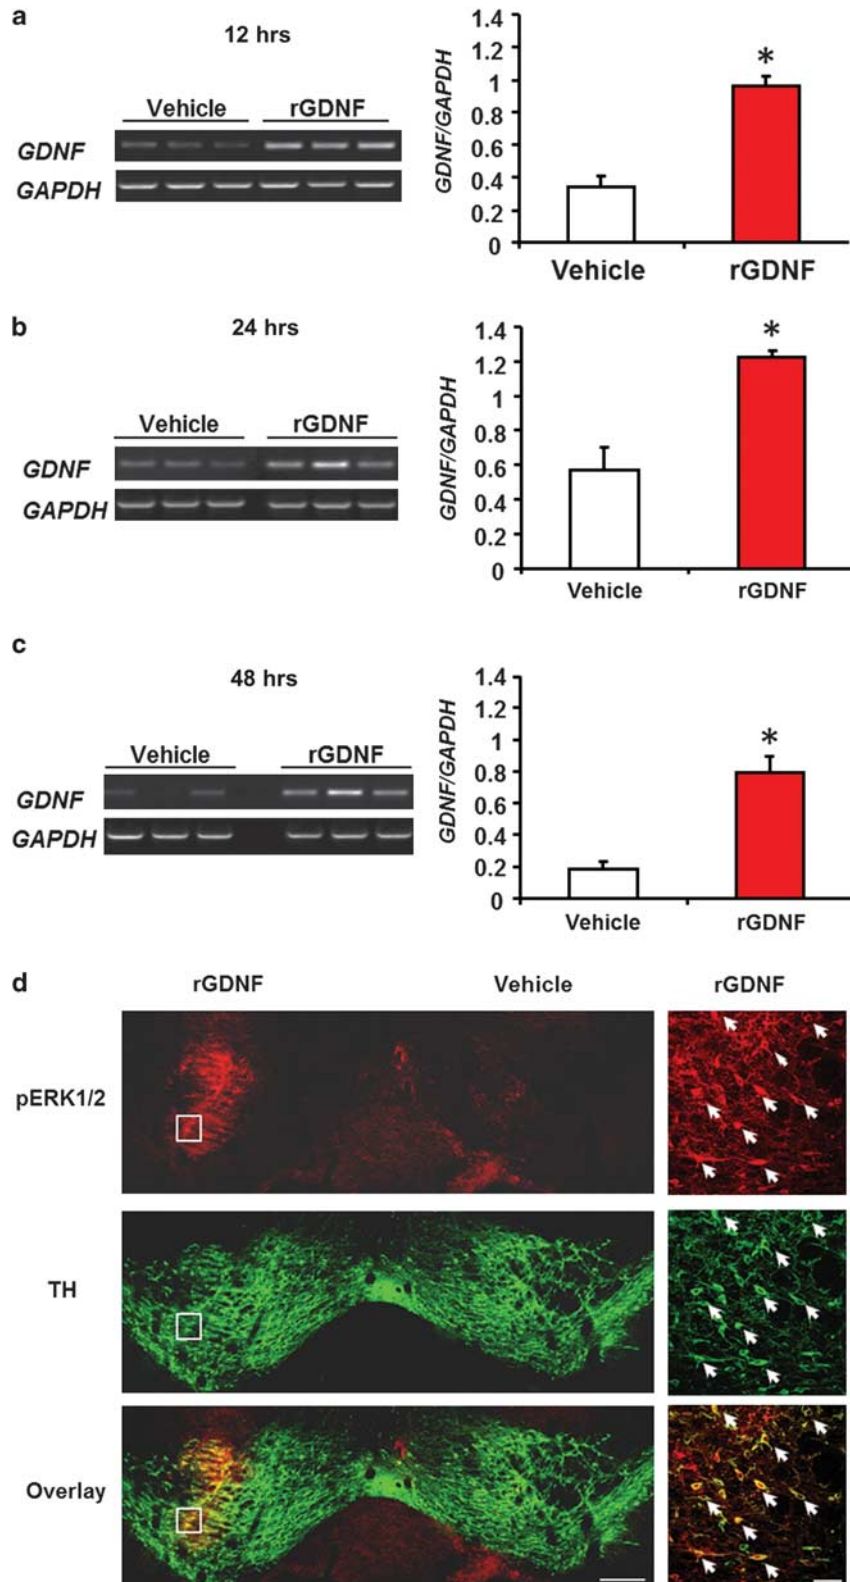 a
12 hrs
Vehicle rGDNF
GDNF
GAPDH
GDNF/GAPDH
1.4
1.2
1
0.8
0.6
0.4
0.2
0
*
Vehicle rGDNF
b
24 hrs
Vehicle rGDNF
GDNF
GAPDH
GDNF/GAPDH
1.4
1.2
1
0.8
0.6
0.4
0.2
0
*
Vehicle rGDNF
c
48 hrs
Vehicle rGDNF
GDNF
GAPDH
GDNF/GAPDH
1.4
1.2
1
0.8
0.6
0.4
0.2
0
*
Vehicle rGDNF
d
rGDNF Vehicle rGDNF
pERK1/2
TH
Overlay